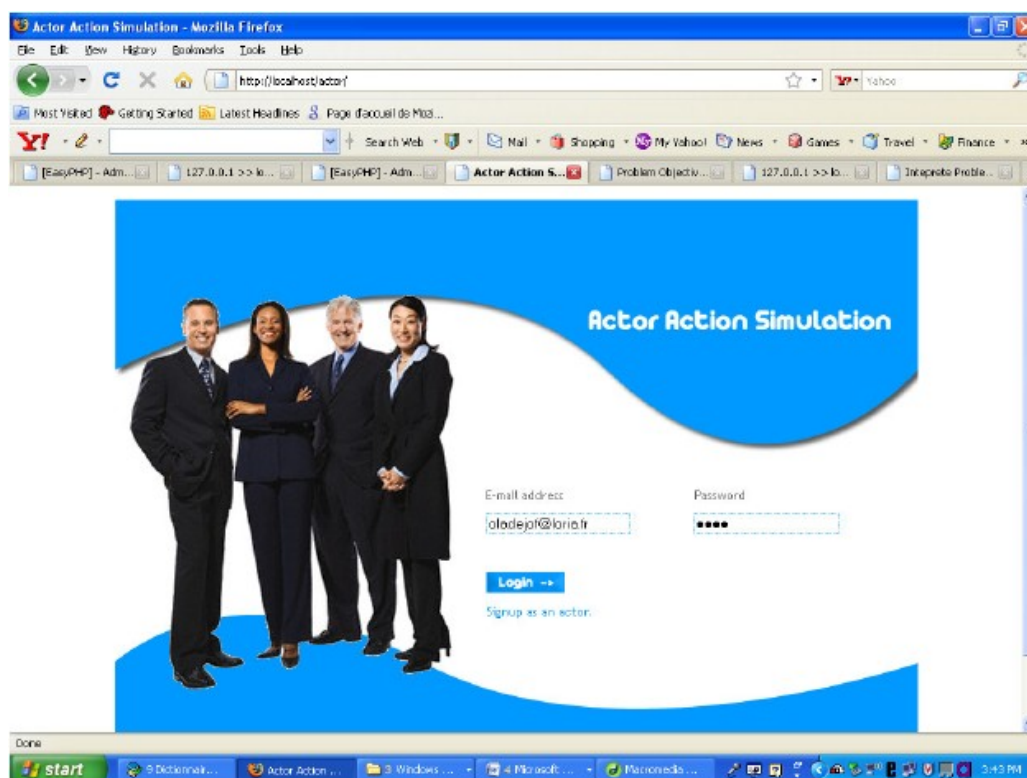 Actor Action Simulation - Mozilla Firefox
File Edit View History Bookmarks Tools Help
http://localhost/actor/ Yahoo
Most Visited Getting Started Latest Headlines Page d'accueil de Mozi...
Y! Search Web Mail Shopping My Yahoo! News Games Travel Finance »
[EasyPHP] - Adm... 127.0.0.1 >> lo... [EasyPHP] - Adm... Actor Action S... Problem Objectiv... 127.0.0.1 >> lo... Inteprete Proble...
Actor Action Simulation
E-mail address Password
oladejof@loria.fr ••••
Login -->
Signup as an actor.
Done
start 9 Dictionnair... Actor Action ... 3 Windows ... 4 Microsoft ... Macromedia ... 3:43 PM